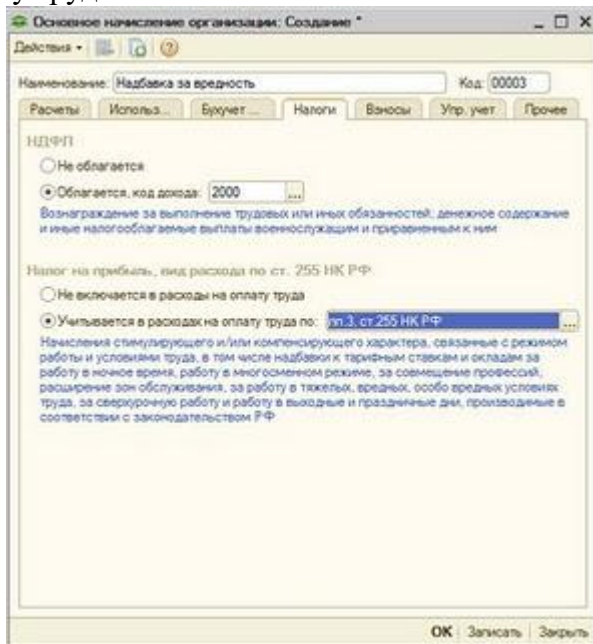 Основное начисление организации: Создание *
Действия
Наименование: Надбавка за вредность Код: 00003
Расчеты Использ... Бухучет ... Налоги Взносы Упр. учет Прочее
НДФЛ
Не облагается
Облагается, код дохода: 2000 ...
Вознаграждение за выполнение трудовых или иных обязанностей; денежное содержание
и иные налогооблагаемые выплаты военнослужащим и приравненным к ним
Налог на прибыль, вид расхода по ст. 255 НК РФ
Не включается в расходы на оплату труда
Учитывается в расходах на оплату труда по: пп.3, ст.255 НК РФ ...
Начисления стимулирующего и/или компенсирующего характера, связанные с режимом
работы и условиями труда, в том числе надбавки к тарифным ставкам и окладам за
работу в ночное время, работу в многосменном режиме, за совмещение профессий,
расширение зон обслуживания, за работу в тяжелых, вредных, особо вредных условиях
труда, за сверхурочную работу и работу в выходные и праздничные дни, производимые в
соответствии с законодательством РФ
OK Записать Закрыть